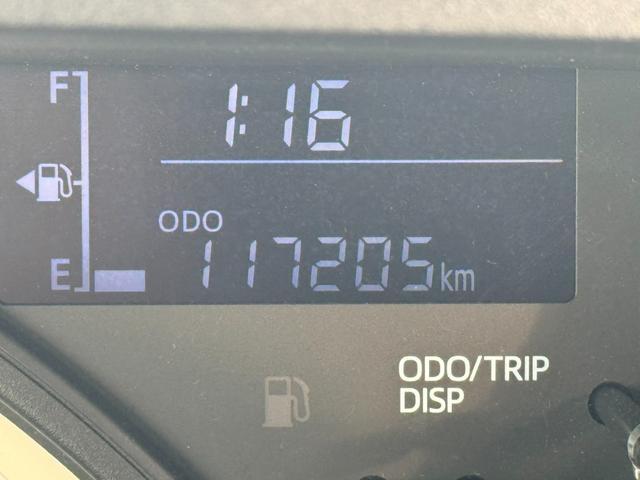 F
1:16
ODO
117205km
E
ODO/TRIP
DISP